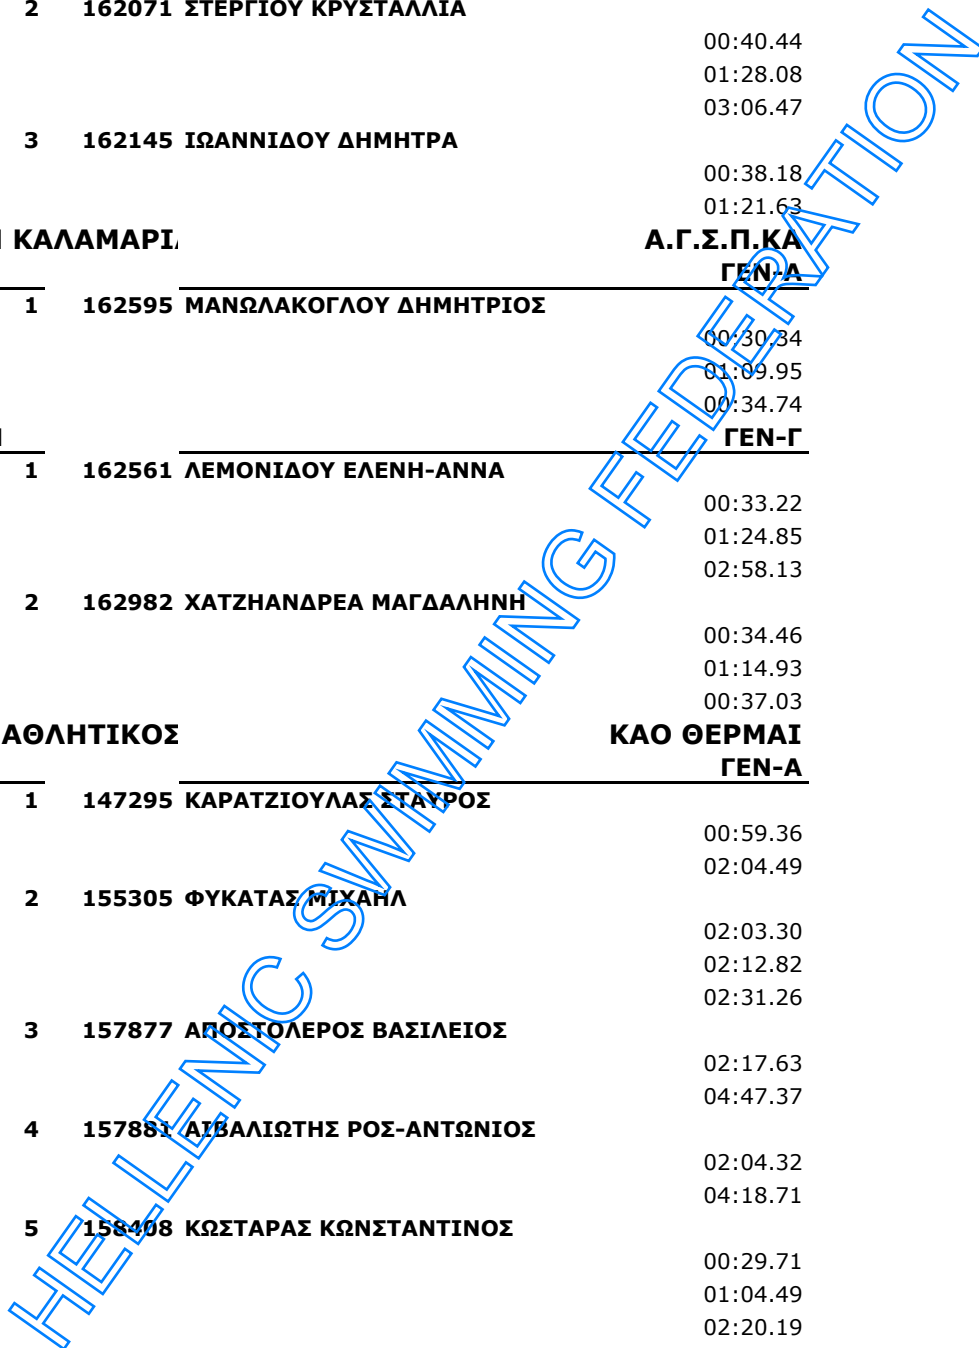 2 162071 ΣΤΕΡΓΙΟΥ ΚΡΥΣΤΑΛΛΙΑ
00:40.44
01:28.08
03:06.47
3 162145 ΙΩΑΝΝΙΔΟΥ ΔΗΜΗΤΡΑ
00:38.18
01:21.63
ΚΑΛΑΜΑΡΙΑ Α.Γ.Σ.Π.ΚΑ
ΓΕΝ-Α
1 162595 ΜΑΝΩΛΑΚΟΓΛΟΥ ΔΗΜΗΤΡΙΟΣ
00:30.34
01:09.95
00:34.74
ΓΕΝ-Γ
1 162561 ΛΕΜΟΝΙΔΟΥ ΕΛΕΝΗ-ΑΝΝΑ
00:33.22
01:24.85
02:58.13
2 162982 ΧΑΤΖΗΑΝΔΡΕΑ ΜΑΓΔΑΛΗΝΗ
00:34.46
01:14.93
00:37.03
ΑΘΛΗΤΙΚΟΣ ΚΑΟ ΘΕΡΜΑΙ
ΓΕΝ-Α
1 147295 ΚΑΡΑΤΖΙΟΥΛΑΣ ΣΤΑΥΡΟΣ
00:59.36
02:04.49
2 155305 ΦΥΚΑΤΑΣ ΜΙΧΑΗΛ
02:03.30
02:12.82
02:31.26
3 157877 ΑΠΟΣΤΟΛΕΡΟΣ ΒΑΣΙΛΕΙΟΣ
02:17.63
04:47.37
4 157881 ΑΙΒΑΛΙΩΤΗΣ ΡΟΣ-ΑΝΤΩΝΙΟΣ
02:04.32
04:18.71
5 158408 ΚΩΣΤΑΡΑΣ ΚΩΝΣΤΑΝΤΙΝΟΣ
00:29.71
01:04.49
02:20.19
HELLENIC SWIMMING FEDERATION